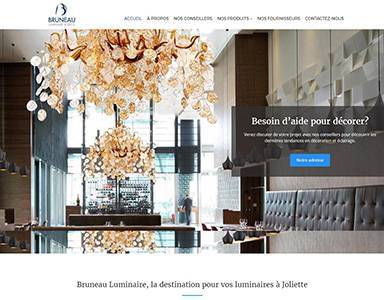 BRUNEAU
ACCUEIL À PROPOS NOS CONSEILLERS NOS PRODUITS NOS FOURNISSEURS CONTACTEZ-NOUS
Besoin d'aide pour décorer?
Venez discuter de votre projet avec nos conseillers pour découvrir les
dernières tendances en décoration et éclairage.
Notre adresse
Bruneau Luminaire, la destination pour vos luminaires à Joliette